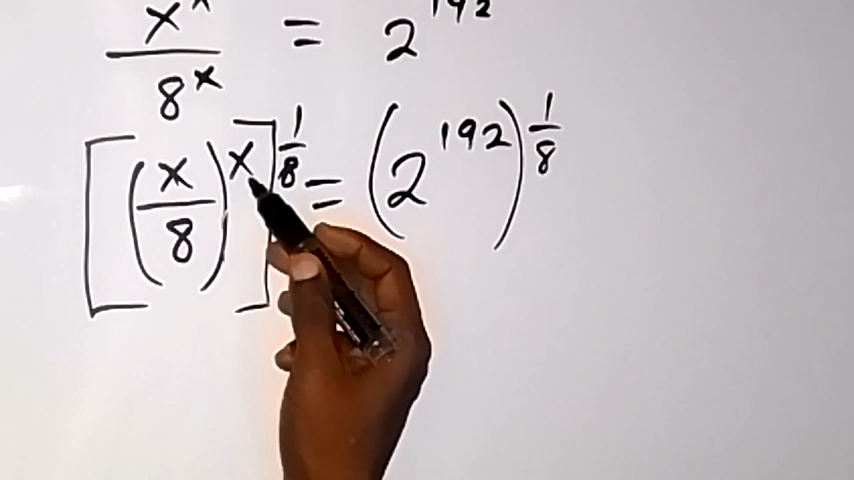 x^x / 8^x = 2^192
[(x/8)^x]^1/8 = (2^192)^1/8